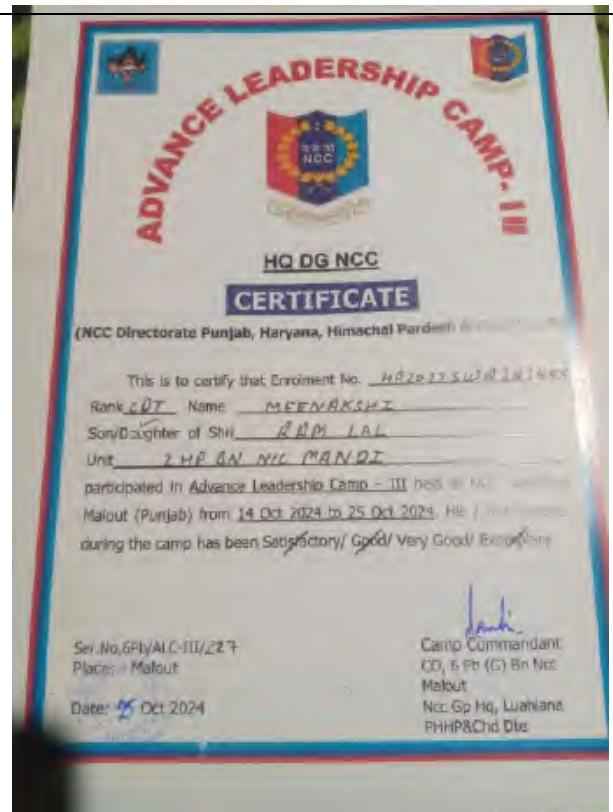 ADVANCE LEADERSHIP CAMP-III
NCC
HQ DG NCC
CERTIFICATE
(NCC Directorate Punjab, Haryana, Himachal Pardesh
This is to certify that Enrolment No.
Rank CDT Name MEENAKSHI
Son/Daughter of Shri RAM LAL
Unit 2 HP BN NCC MANDI
participated in Advance Leadership Camp - III held
Malout (Punjab) from 14 Oct 2024 to 25 Oct 2024. He /
during the camp has been Satisfactory/ Good/ Very Good/ Exemplary
Ser.No.6Pb/ALC-III/227
Place: - Malout
Date: 25 Oct 2024
Camp Commandant
CO, 6 Pb (G) Bn Ncc
Malout
Ncc Gp Hq, Luahiana
PHHP&Chd Dte